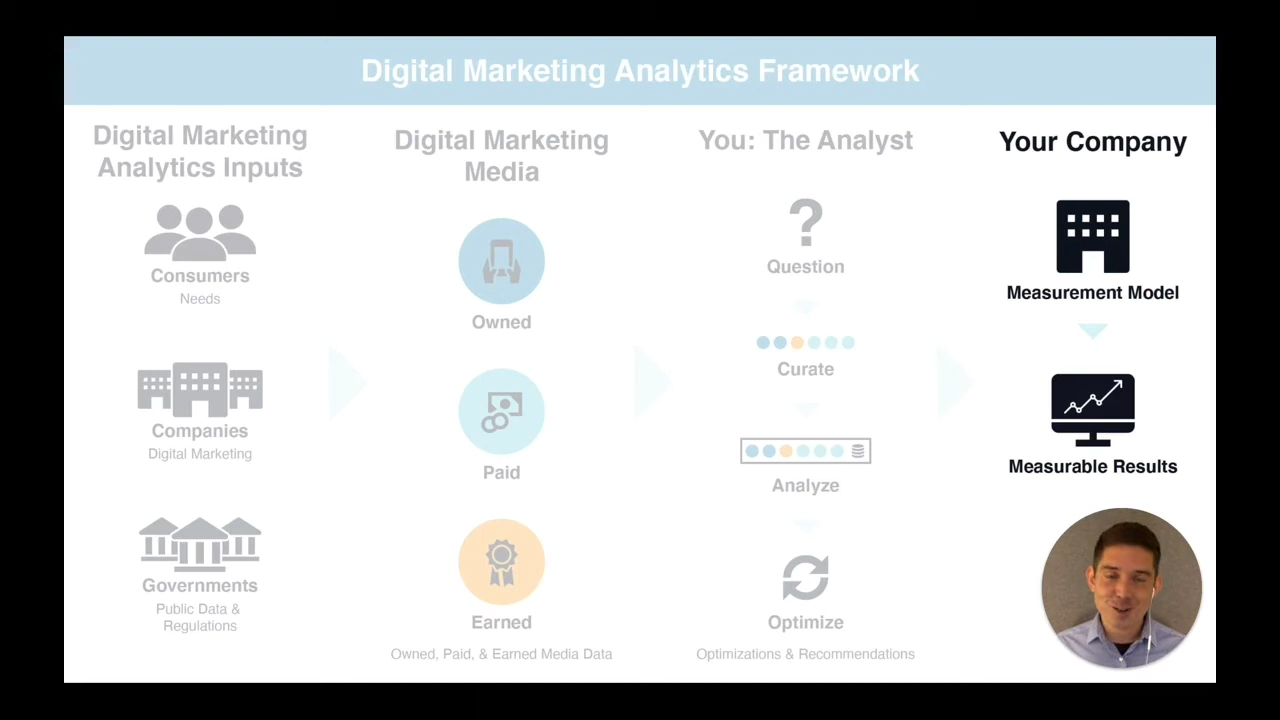 Digital Marketing Analytics Framework
Digital Marketing
Analytics Inputs
Consumers
Needs
Companies
Digital Marketing
Governments
Public Data &
Regulations
Digital Marketing
Media
Owned
Paid
Earned
Owned, Paid, & Earned Media Data
You: The Analyst
?
Question
Curate
Analyze
Optimize
Optimizations & Recommendations
Your Company
Measurement Model
Measurable Results